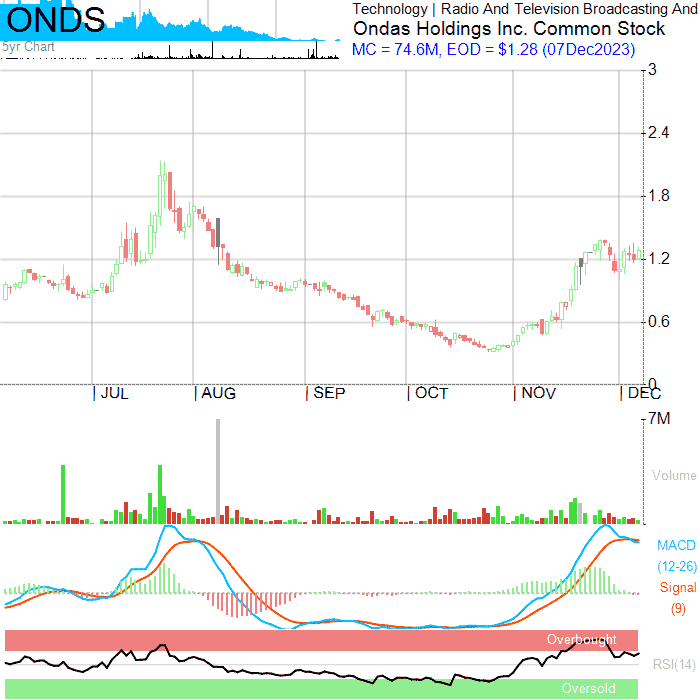 ONDS
5yr Chart
Technology | Radio And Television Broadcasting And
Ondas Holdings Inc. Common Stock
MC = 74.6M, EOD = $1.28 (07Dec2023)
3
2.4
1.8
1.2
0.6
0
JUL AUG SEP OCT NOV DEC
7M
Volume
MACD
(12-26)
Signal
(9)
Overbought
RSI(14)
Oversold